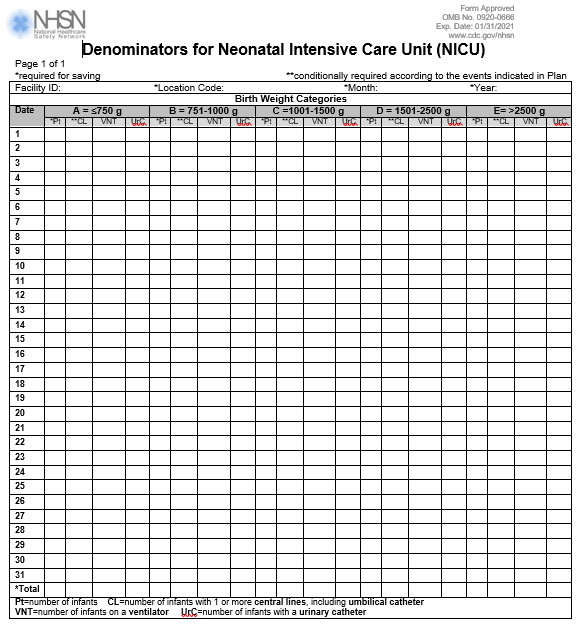 NHSN
National Healthcare
Safety Network
Form Approved
OMB No. 0920-0666
Exp. Date: 01/31/2021
www.cdc.gov/nhsn
Denominators for Neonatal Intensive Care Unit (NICU)
Page 1 of 1
*required for saving **conditionally required according to the events indicated in Plan
Facility ID: *Location Code: *Month: *Year:
Birth Weight Categories
Date A = ≤750 g B = 751-1000 g C =1001-1500 g D = 1501-2500 g E= >2500 g
*Pt **CL VNT UrC *Pt **CL VNT UrC *Pt **CL VNT UrC *Pt **CL VNT UrC *Pt **CL VNT UrC
1
2
3
4
5
6
7
8
9
10
11
12
13
14
15
16
17
18
19
20
21
22
23
24
25
26
27
28
29
30
31
*Total
Pt=number of infants CL=number of infants with 1 or more central lines, including umbilical catheter
VNT=number of infants on a ventilator UrC=number of infants with a urinary catheter